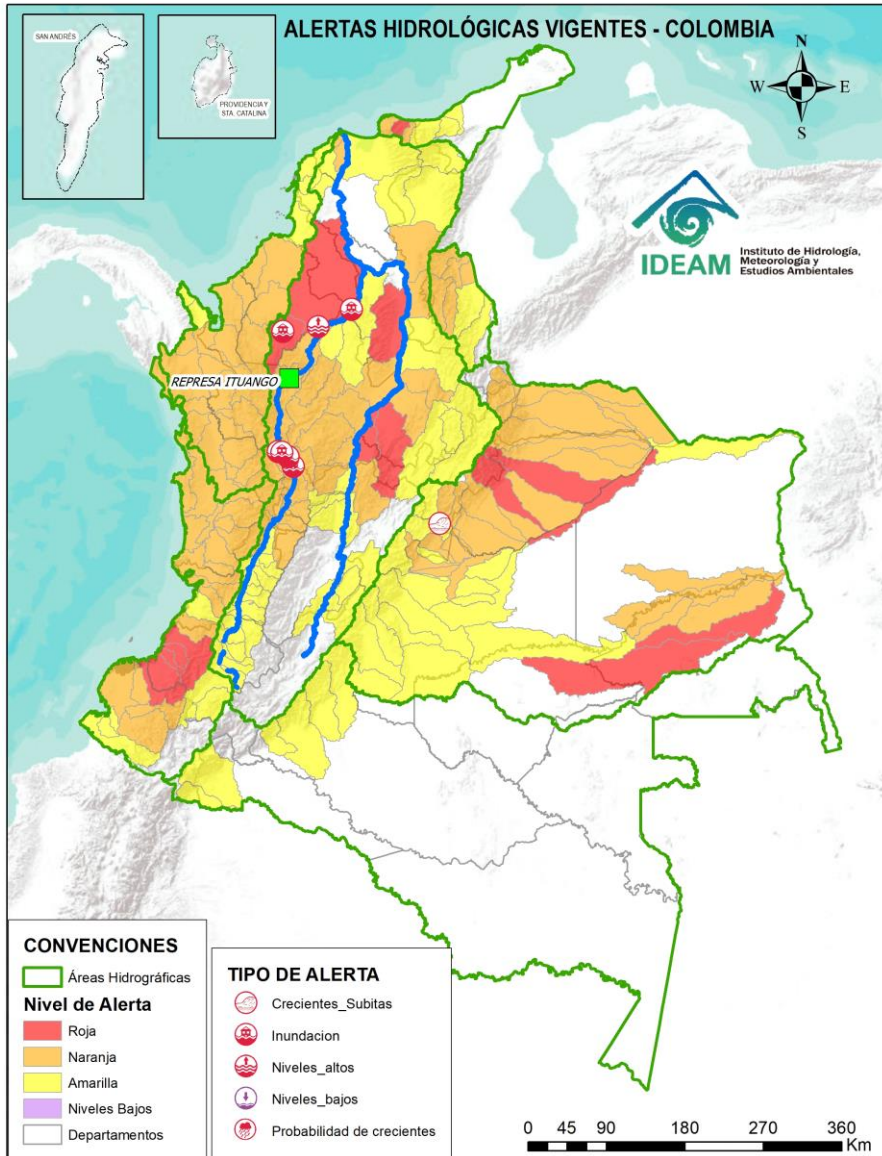 ALERTAS HIDROLÓGICAS VIGENTES - COLOMBIA
SAN ANDRÉS
PROVIDENCIA Y
STA. CATALINA
N
W
E
S
IDEAM
Instituto de Hidrología,
Meteorología y
Estudios Ambientales
REPRESA ITUANGO
CONVENCIONES
Áreas Hidrográficas
Nivel de Alerta
Roja
Naranja
Amarilla
Niveles Bajos
Departamentos
TIPO DE ALERTA
Crecientes_Subitas
Inundacion
Niveles_altos
Niveles_bajos
Probabilidad de crecientes
0 45 90 180 270 360
Km